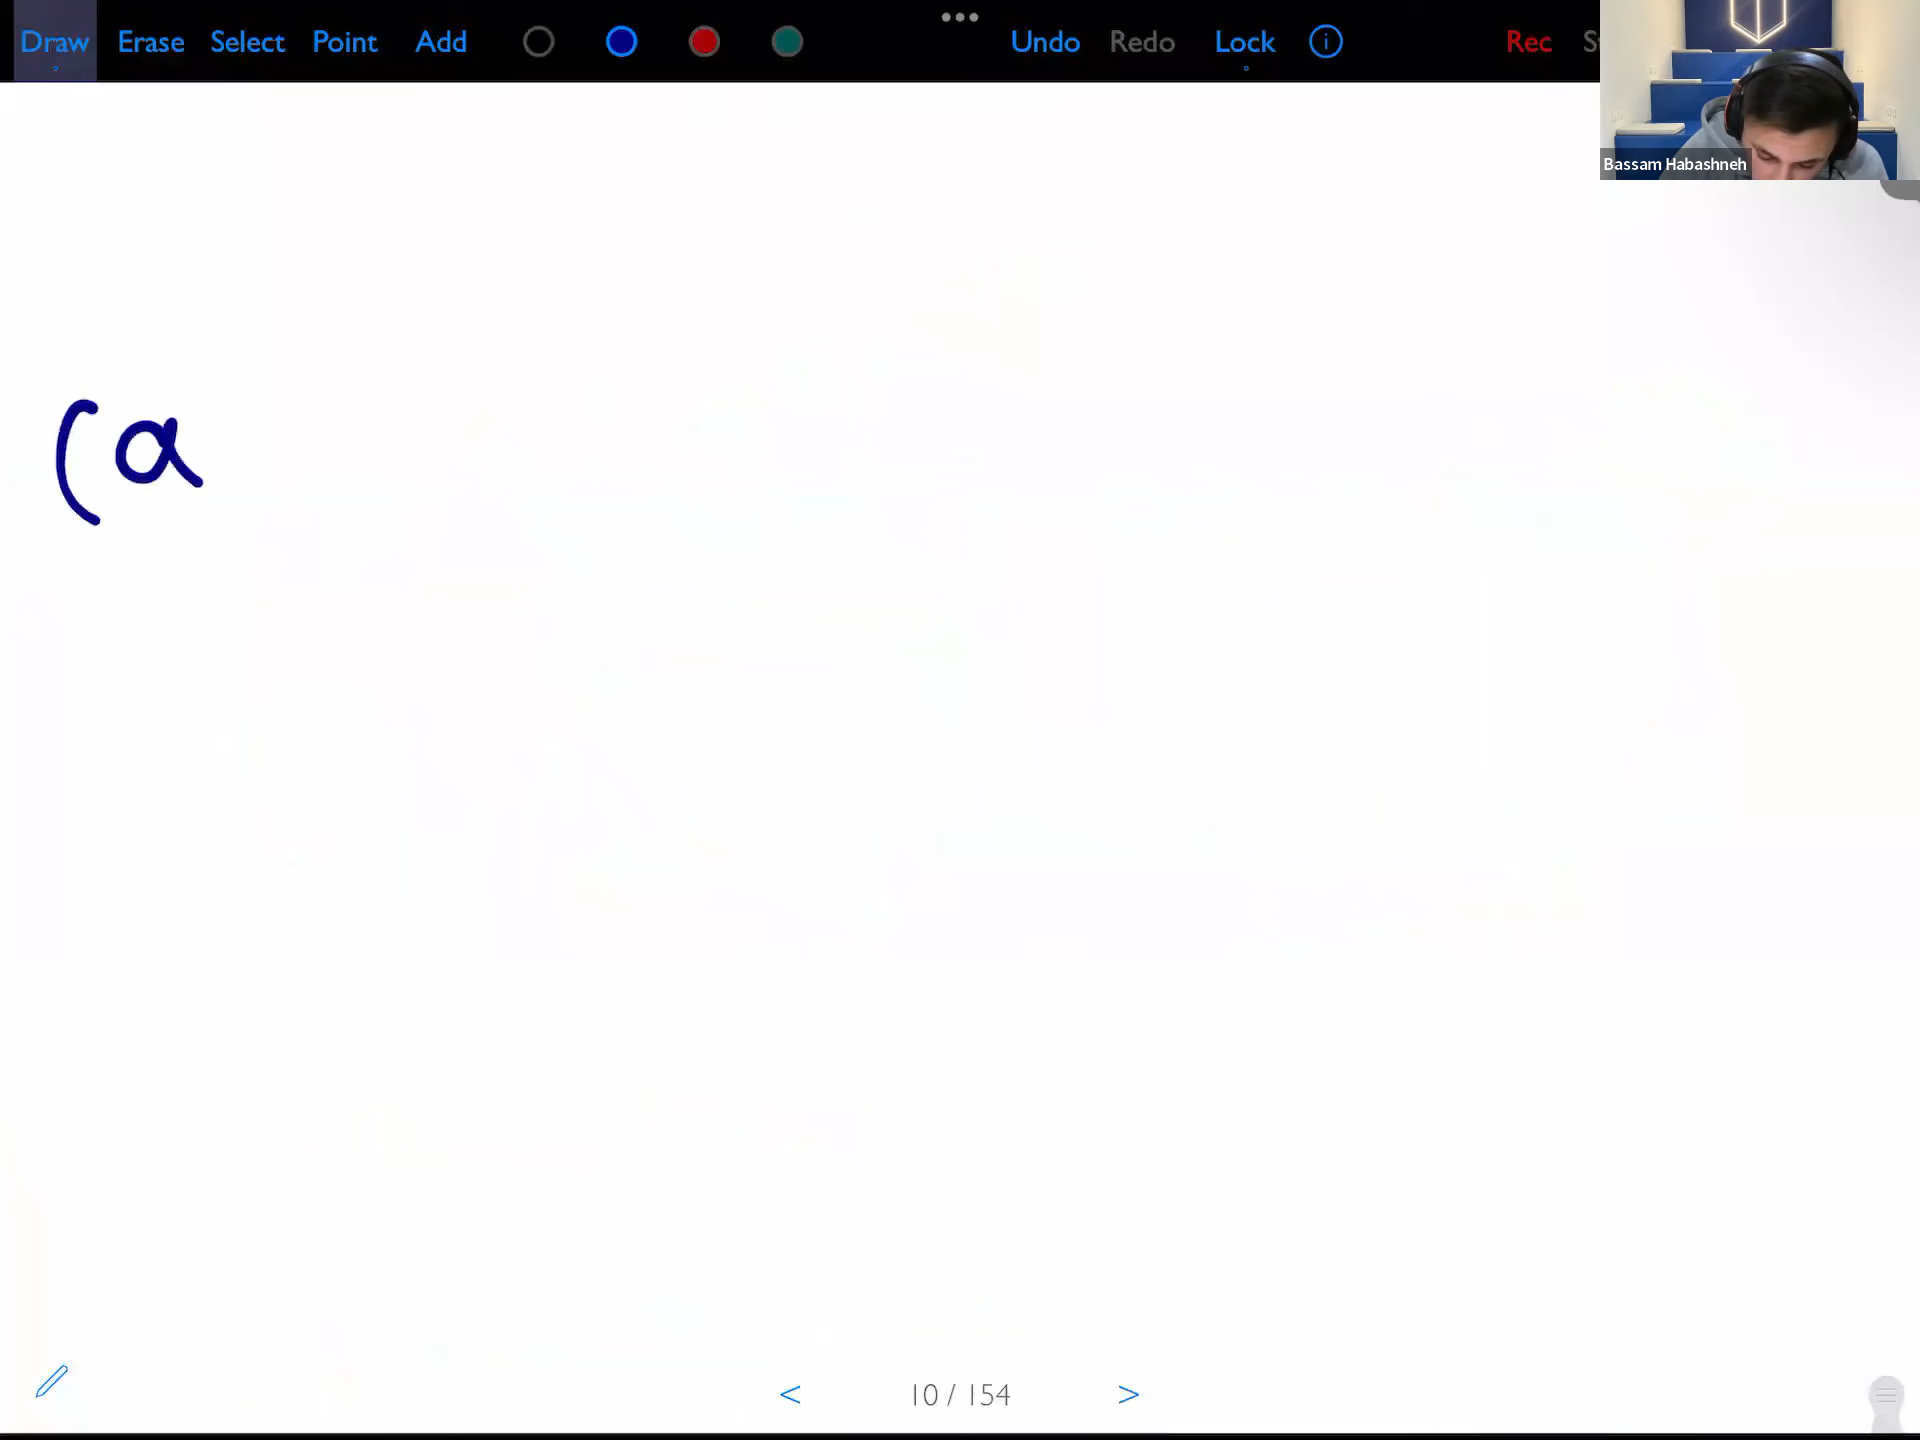 Draw Erase Select Point Add Undo Redo Lock i Rec
Bassam Habashneh
(a
< 10 / 154 >